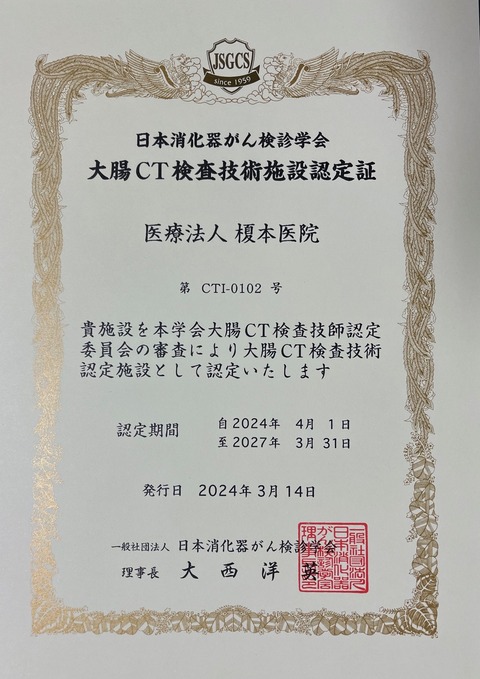 JSGCS
since 1959
日本消化器がん検診学会
大腸CT検査技術施設認定証
医療法人 榎本医院
第 CTI-0102 号
貴施設を本学会大腸CT検査技師認定
委員会の審査により大腸CT検査技術
認定施設として認定いたします
認定期間 自2024年 4月 1日
至2027年 3月31日
発行日 2024年3月14日
一般社団法人 日本消化器がん検診学会
理事長 大西洋英